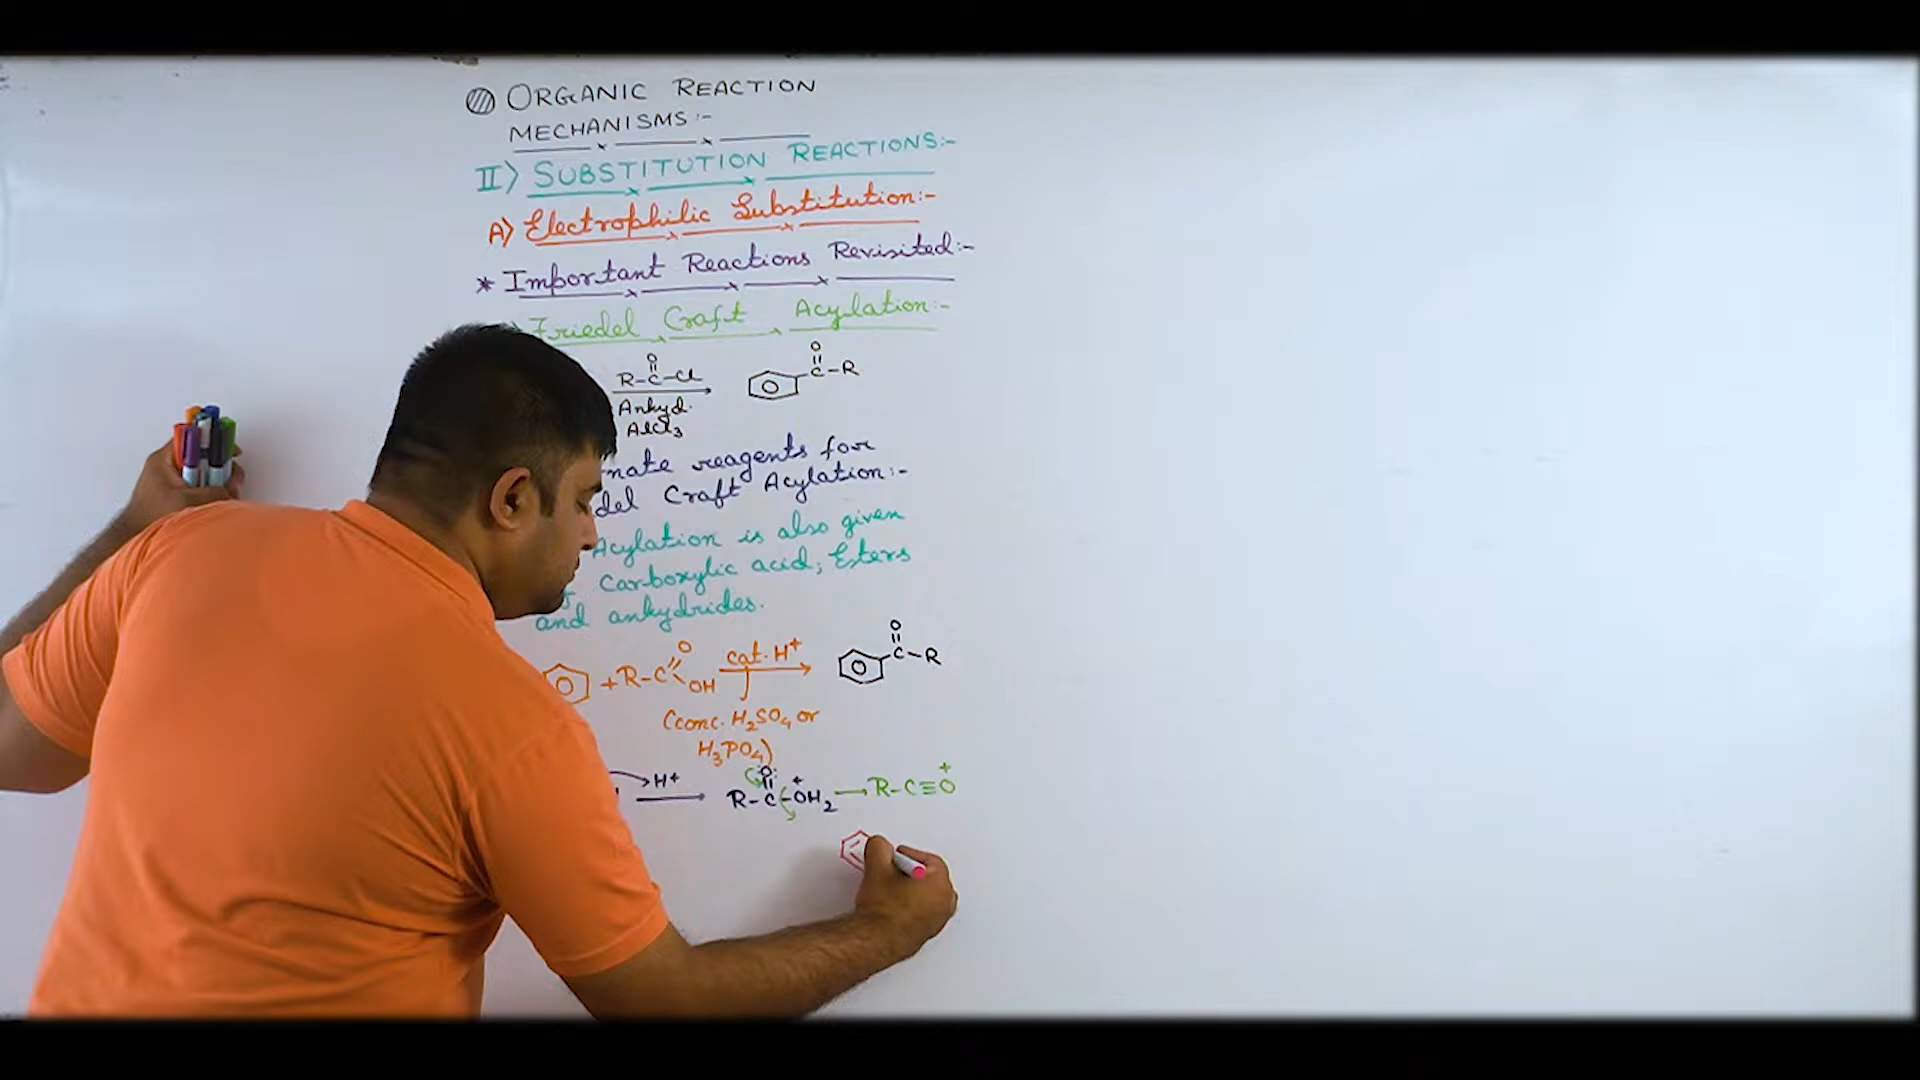 ORGANIC REACTION
MECHANISMS:-
II) SUBSTITUTION REACTIONS:-
A) Electrophilic Substitution:-
* Important Reactions Revisited:-
) Friedel Craft Acylation:-
R-C-Cl
O
Anhyd.
AlCl3
O
C-R
nate reagents for
del Craft Acylation:-
Acylation is also given
Carboxylic acid, Esters
and anhydrides.
+ R-C
O
OH
cat. H+
O
C-R
(conc. H2SO4 or
H3PO4)
H+
O
R-C-OH2
+
R-C≡O
+